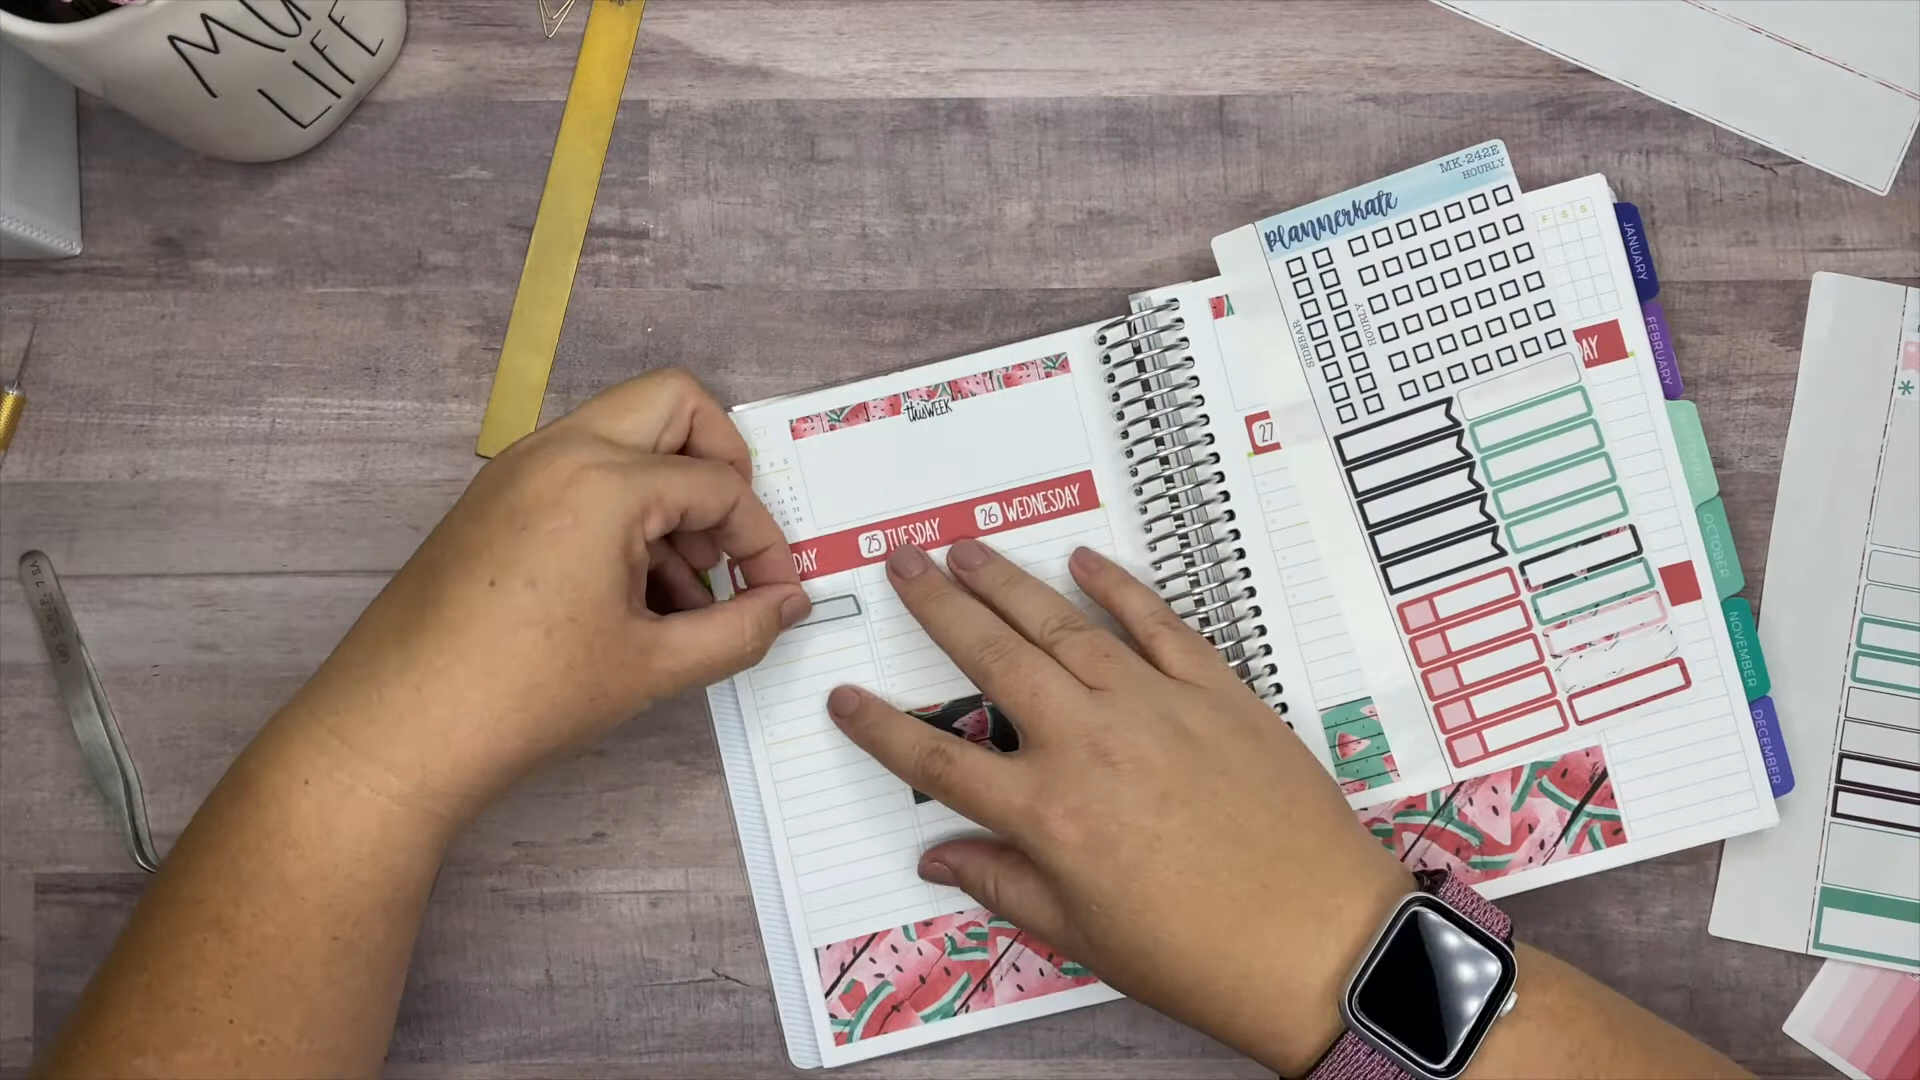 LIFE
plannerkate
MK-242E
HOURLY
SIDEBAR
HOURLY
F S S
JANUARY
FEBRUARY
OCTOBER
NOVEMBER
DECEMBER
this WEEK
DAY
25 TUESDAY
26 WEDNESDAY
27
DAY